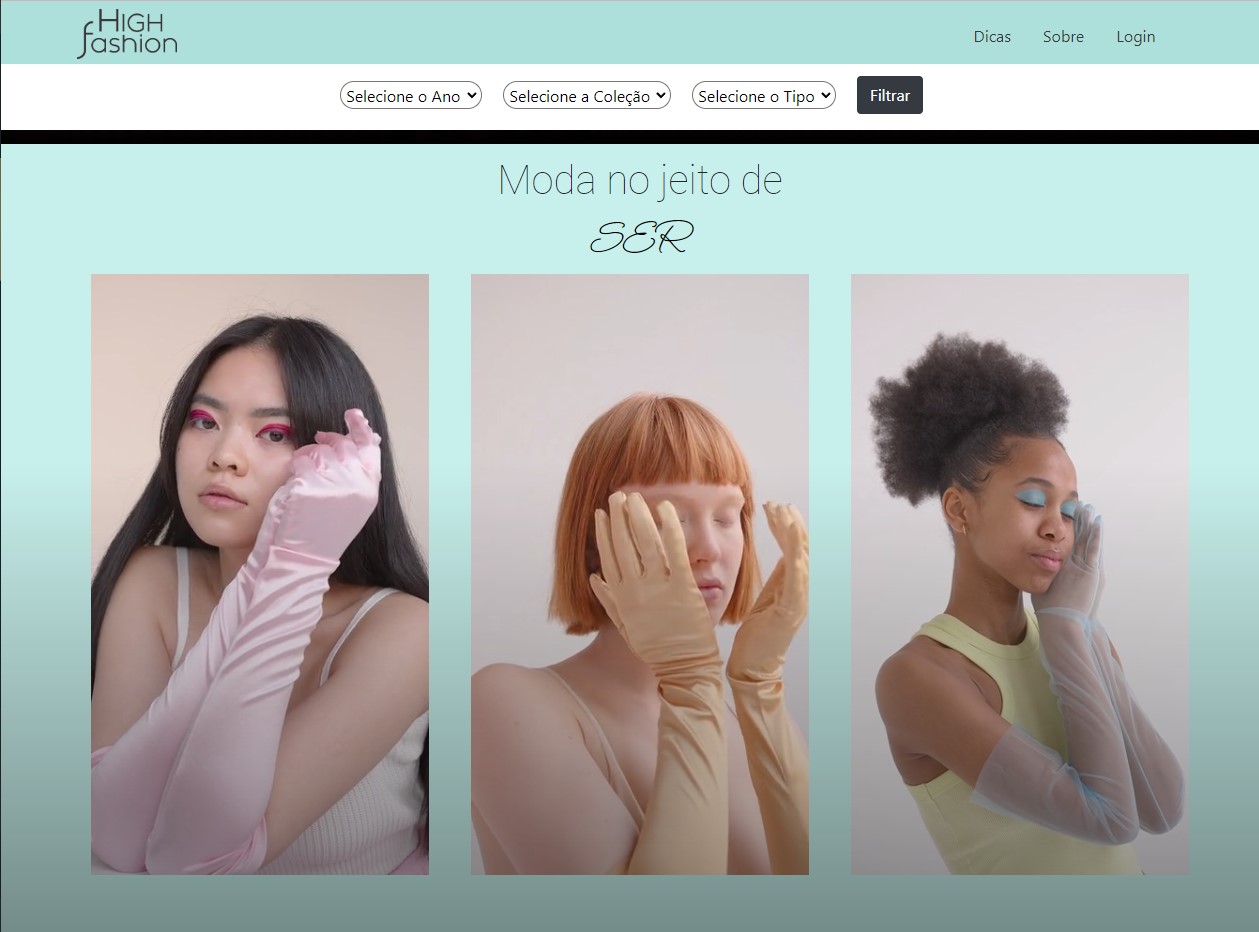 HIGH
fashion
Dicas Sobre Login
Selecione o Ano Selecione a Coleção Selecione o Tipo Filtrar
Moda no jeito de
SER